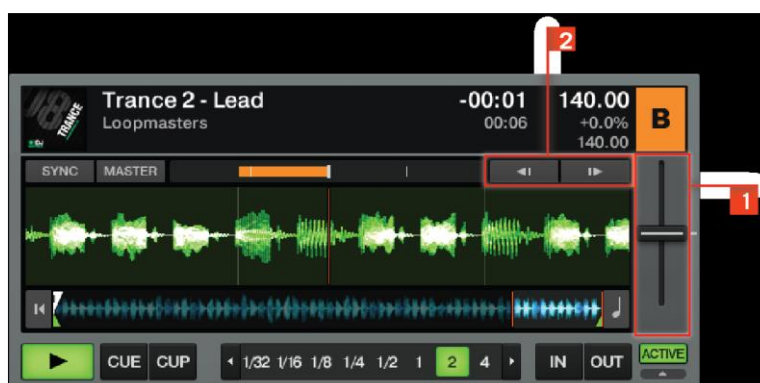 2
Trance 2 - Lead
Loopmasters
-00:01
00:06
140.00
+0.0%
140.00
B
TRANCE
SYNC MASTER
1
CUE CUP 1/32 1/16 1/8 1/4 1/2 1 2 4 IN OUT ACTIVE